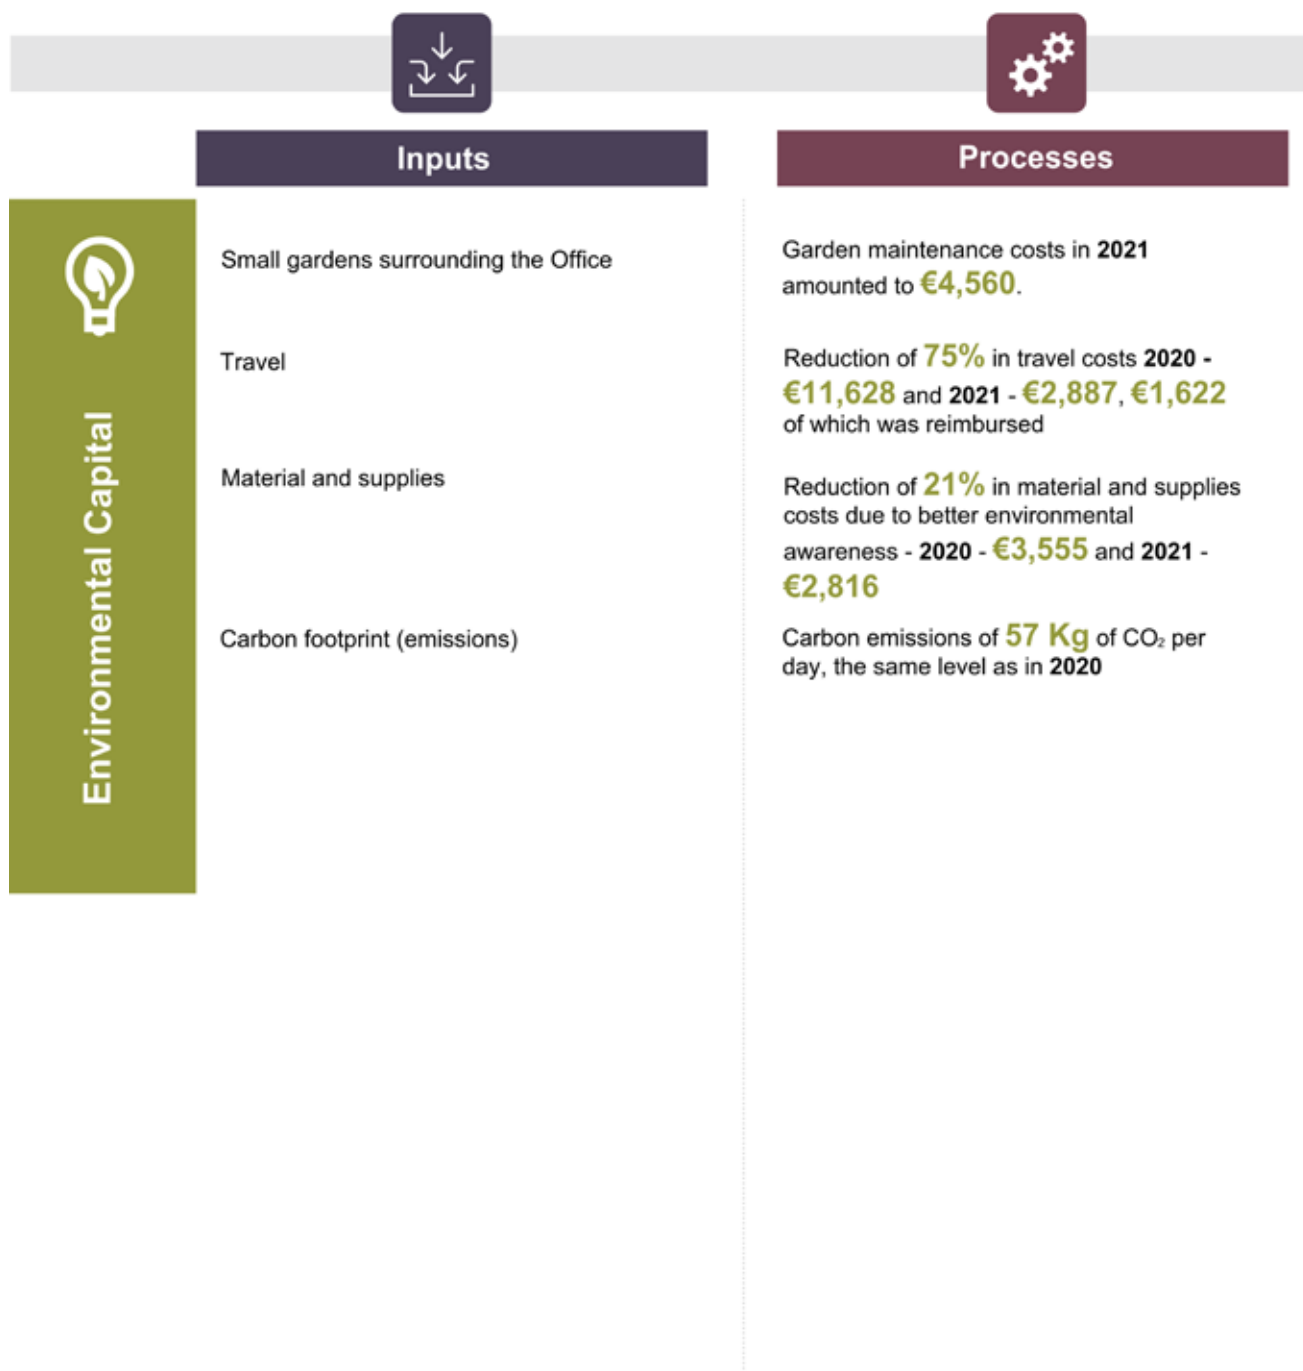 Inputs
Processes
Environmental Capital
Small gardens surrounding the Office
Garden maintenance costs in 2021
amounted to €4,560.
Travel
Reduction of 75% in travel costs 2020 -
€11,628 and 2021 - €2,887, €1,622
of which was reimbursed
Material and supplies
Reduction of 21% in material and supplies
costs due to better environmental
awareness - 2020 - €3,555 and 2021 -
€2,816
Carbon footprint (emissions)
Carbon emissions of 57 Kg of CO₂ per
day, the same level as in 2020